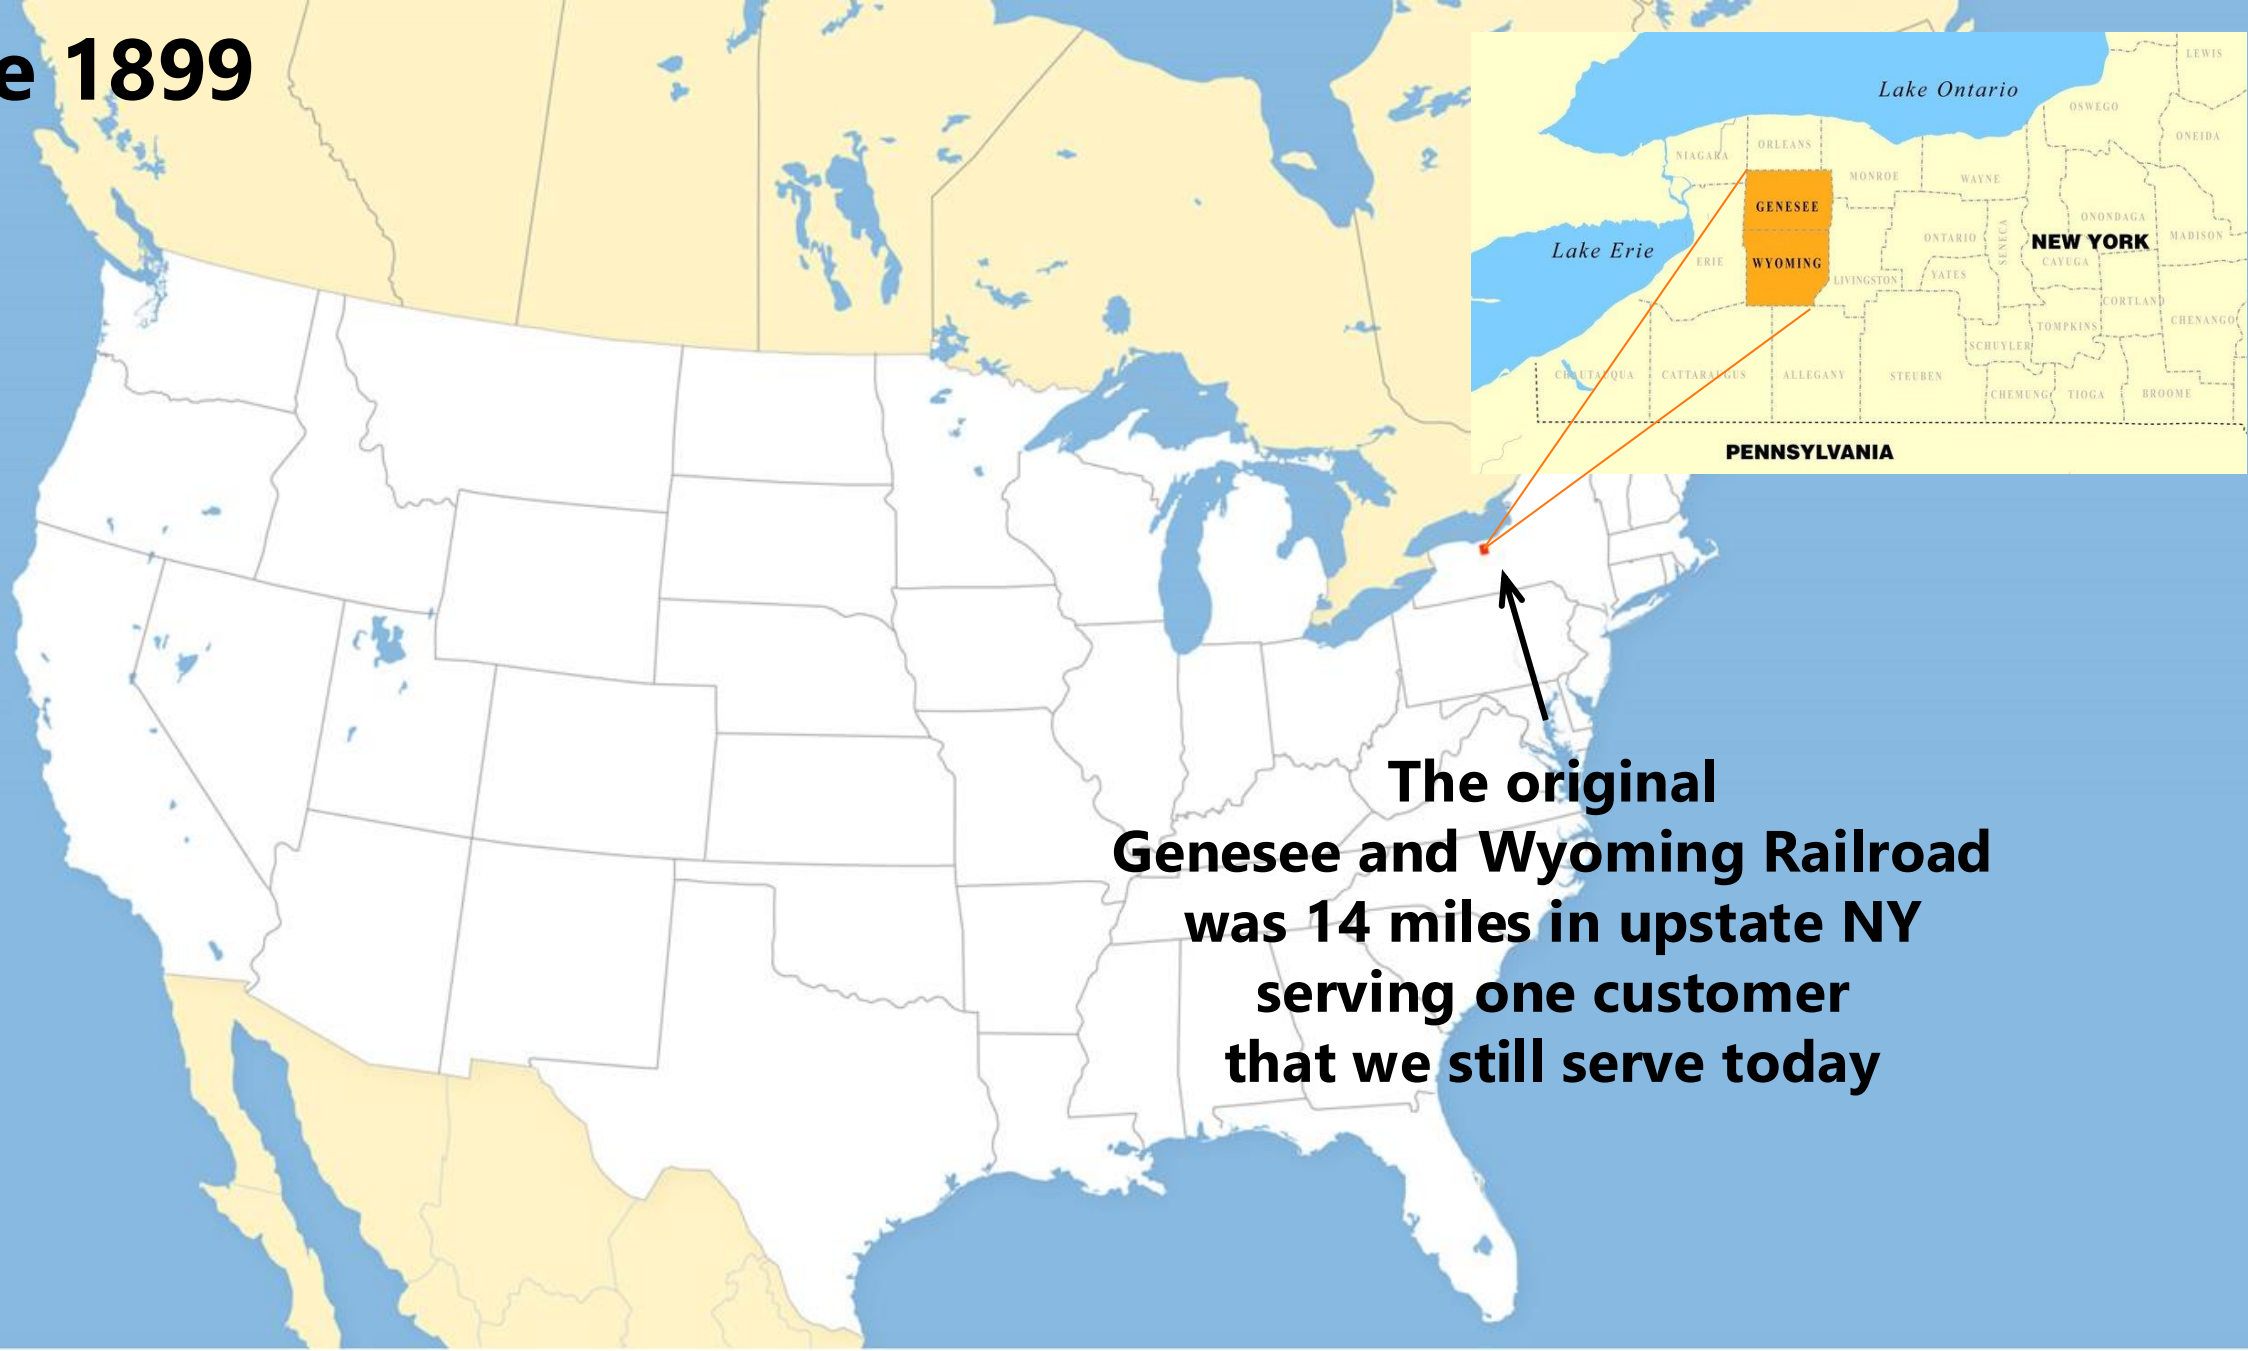 e 1899
LEWIS
Lake Ontario
OSWEGO
ONEIDA
ORLEANS
NIAGARA
MONROE
WAYNE
GENESEE
ONONDAGA
ONTARIO
SENECA
NEW YORK
MADISON
Lake Erie
ERIE
WYOMING
CAYUGA
LIVINGSTON
YATES
CORTLAND
CHENANGO
TOMPKINS
SCHUYLER
CHAUTAUQUA
CATTARAUGUS
ALLEGANY
STEUBEN
CHEMUNG
TIOGA
BROOME
PENNSYLVANIA
The original
Genesee and Wyoming Railroad
was 14 miles in upstate NY
serving one customer
that we still serve today